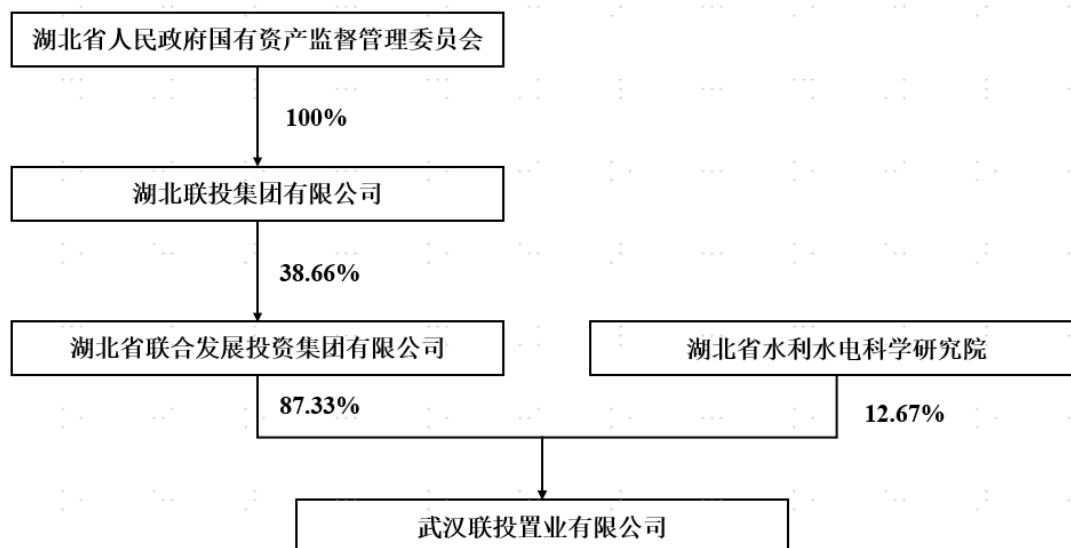 湖北省人民政府国有资产监督管理委员会
100%
湖北联投集团有限公司
38.66%
湖北省联合发展投资集团有限公司
湖北省水利水电科学研究院
87.33%
12.67%
武汉联投置业有限公司